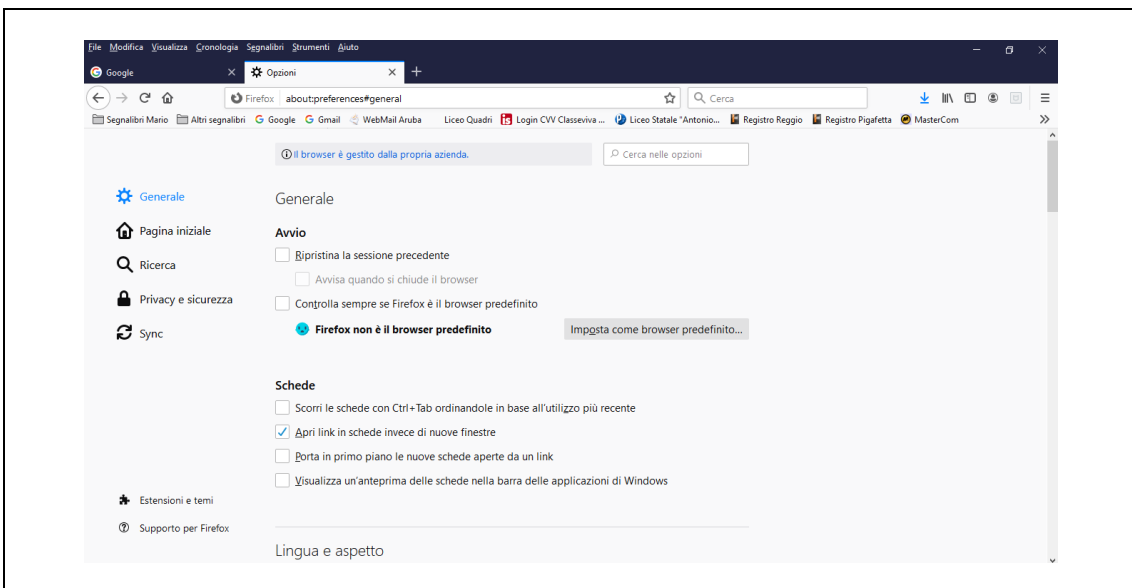 File Modifica Visualizza Cronologia Segnalibri Strumenti Aiuto
Google Opzioni
Firefox about:preferences#general Cerca
Segnalibri Mario Altri segnalibri Google Gmail WebMail Aruba Liceo Quadri Login CVV Classeviva ... Liceo Statale "Antonio... Registro Reggio Registro Pigafetta MasterCom
Il browser è gestito dalla propria azienda. Cerca nelle opzioni
Generale
Generale
Pagina iniziale
Avvio
Ripristina la sessione precedente
Ricerca
Avvisa quando si chiude il browser
Privacy e sicurezza
Controlla sempre se Firefox è il browser predefinito
Sync
Firefox non è il browser predefinito Imposta come browser predefinito...
Schede
Scorri le schede con Ctrl+Tab ordinandole in base all'utilizzo più recente
Apri link in schede invece di nuove finestre
Porta in primo piano le nuove schede aperte da un link
Visualizza un'anteprima delle schede nella barra delle applicazioni di Windows
Estensioni e temi
Supporto per Firefox
Lingua e aspetto